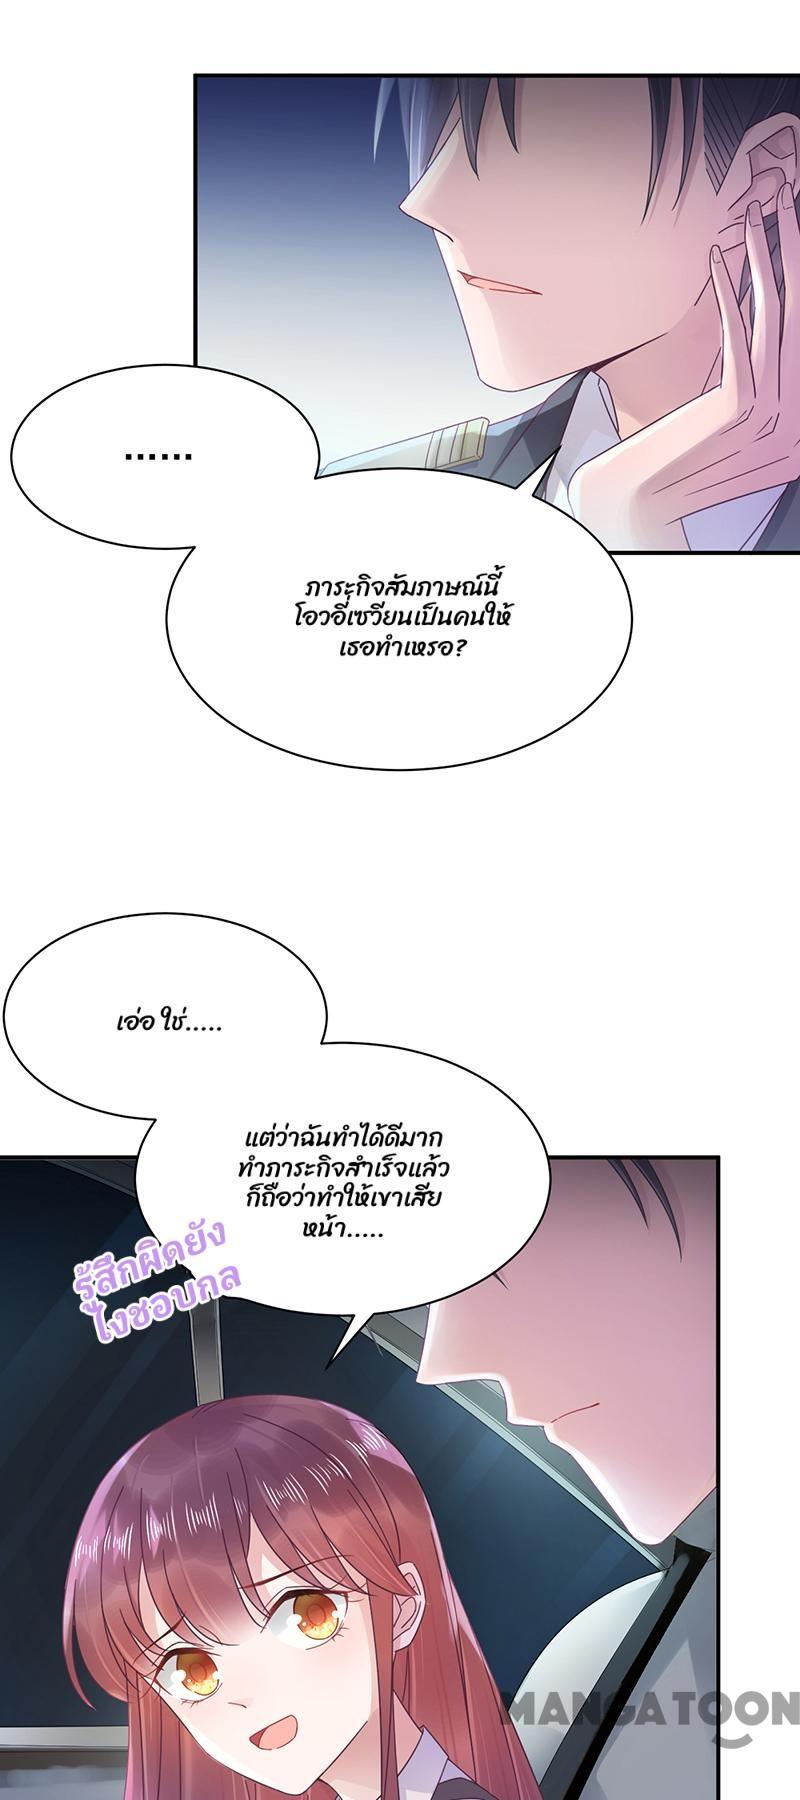 ......
ภาระกิจสัมภาษณ์นี้
โอวอี่เซวียนเป็นคนให้
เธอทำเหรอ?
เอ่อ ใช่.....
แต่ว่าฉันทำได้ดีมาก
ทำภาระกิจสำเร็จแล้ว
ก็ถือว่าทำให้เขาเสีย
หน้า.....
รู้สึกผิดยัง
ไงชอบกล
MANGATOON